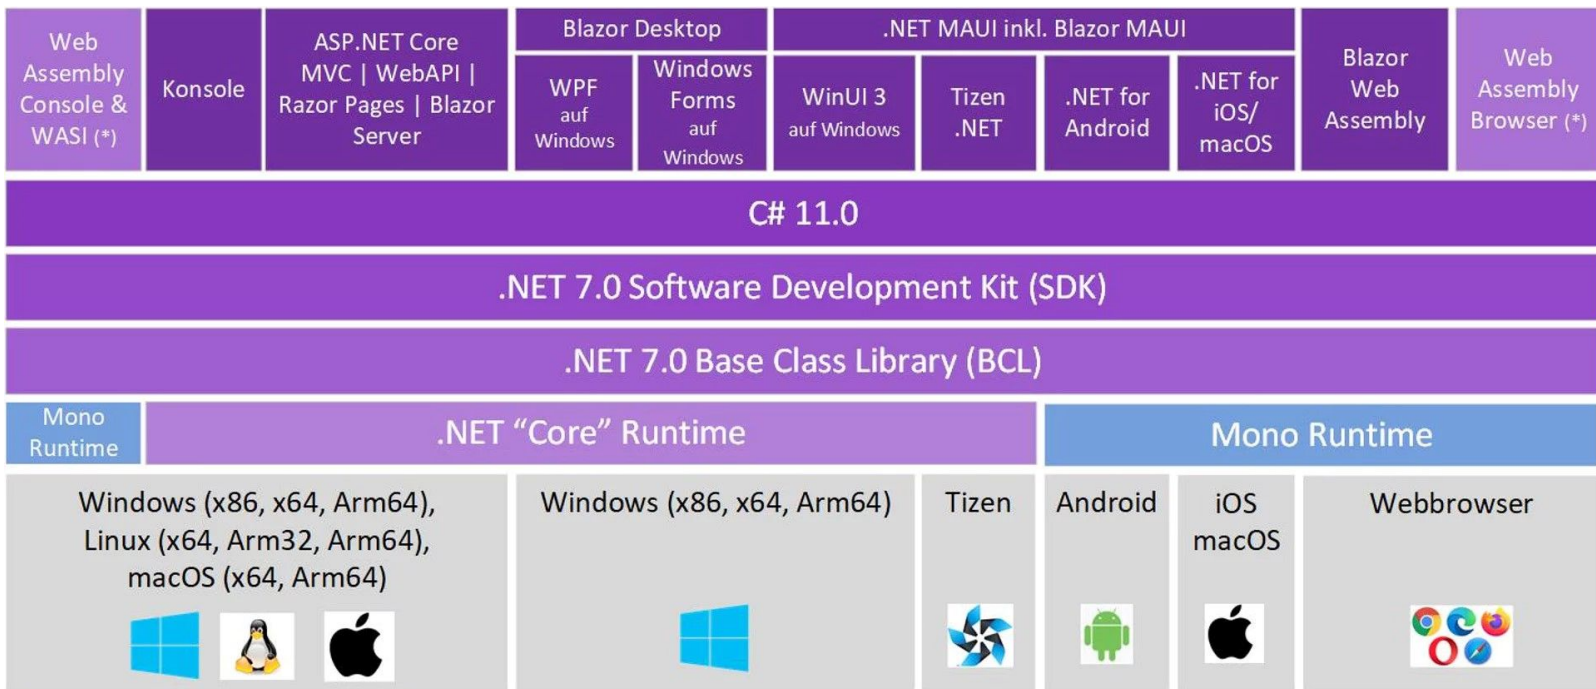 Web
Assembly
Console &
WASI (*)
Konsole
ASP.NET Core
MVC | WebAPI |
Razor Pages | Blazor
Server
Blazor Desktop
WPF
auf
Windows
Windows
Forms
auf
Windows
.NET MAUI inkl. Blazor MAUI
WinUI 3
auf Windows
Tizen
.NET
.NET for
Android
.NET for
iOS/
macOS
Blazor
Web
Assembly
Web
Assembly
Browser (*)
C# 11.0
.NET 7.0 Software Development Kit (SDK)
.NET 7.0 Base Class Library (BCL)
Mono
Runtime
.NET “Core” Runtime
Mono Runtime
Windows (x86, x64, Arm64),
Linux (x64, Arm32, Arm64),
macOS (x64, Arm64)
Windows (x86, x64, Arm64)
Tizen
Android
iOS
macOS
Webbrowser